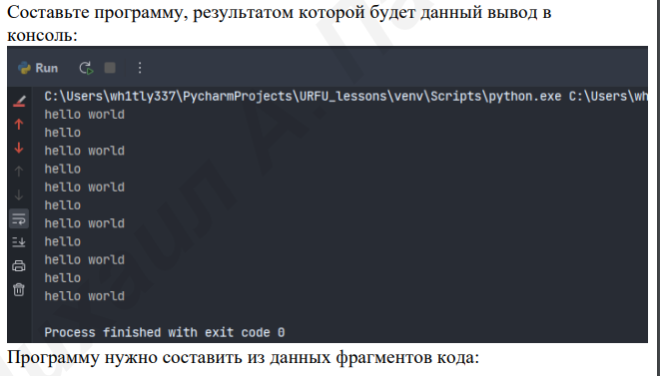 Составьте программу, результатом которой будет данный вывод в
консоль:
Run
C:\Users\wh1tly337\PycharmProjects\URFU_lessons\venv\Scripts\python.exe C:\Users\wh
hello world
hello
hello world
hello
hello world
hello
hello world
hello
hello world
hello
hello world
Process finished with exit code 0
Программу нужно составить из данных фрагментов кода: